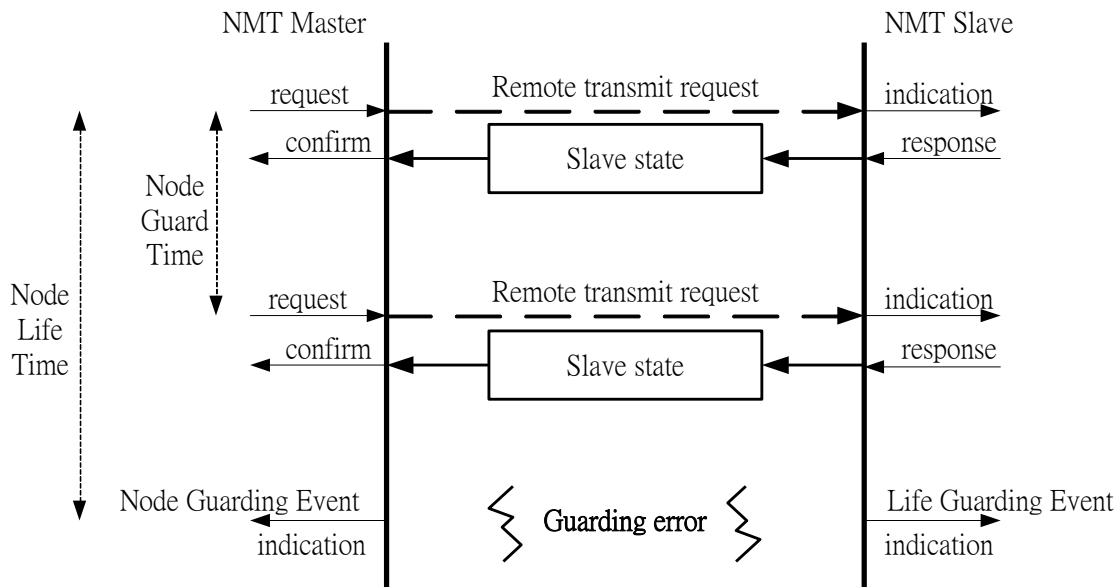 NMT Master
NMT Slave
request
Remote transmit request
indication
confirm
Slave state
response
Node
Guard
Time
Node
Life
Time
request
Remote transmit request
indication
confirm
Slave state
response
Node Guarding Event
indication
Guarding error
Life Guarding Event
indication